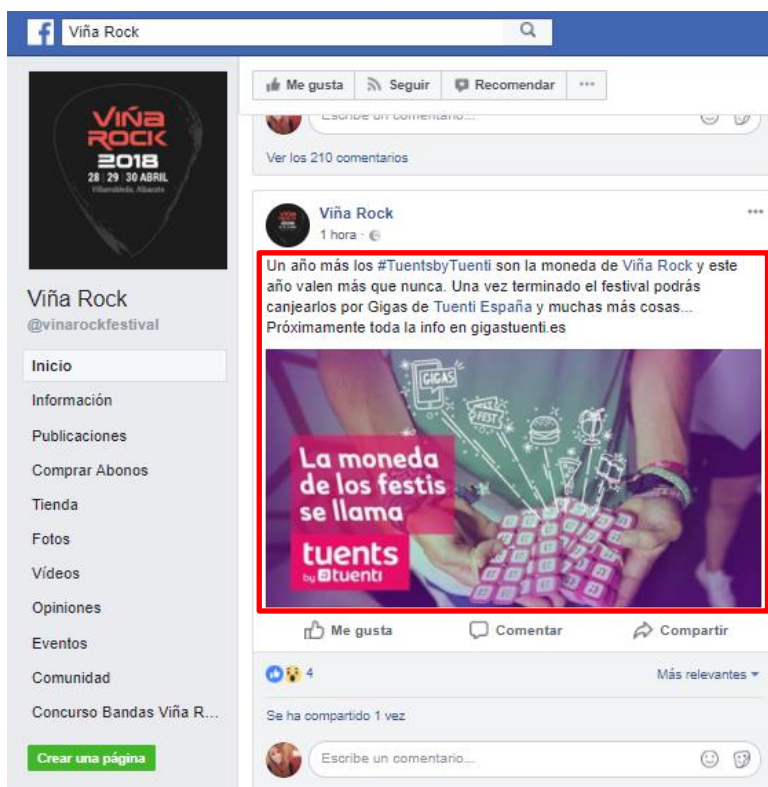 Viña Rock
VIÑA
ROCK
2018
28 29 30 ABRIL
Villarrobledo, Albacete
Viña Rock
@vinarockfestival
Inicio
Información
Publicaciones
Comprar Abonos
Tienda
Fotos
Vídeos
Opiniones
Eventos
Comunidad
Concurso Bandas Viña R...
Crear una página
Me gusta
Seguir
Recomendar
Escribe un comentario...
Ver los 210 comentarios
Viña Rock
1 hora ·
Un año más los #TuentsbyTuenti son la moneda de Viña Rock y este
año valen más que nunca. Una vez terminado el festival podrás
canjearlos por Gigas de Tuenti España y muchas más cosas...
Próximamente toda la info en gigastuenti.es
GIGAS
FEST
La moneda
de los festis
se llama
tuents
by tuenti
Me gusta
Comentar
Compartir
4
Más relevantes
Se ha compartido 1 vez
Escribe un comentario...